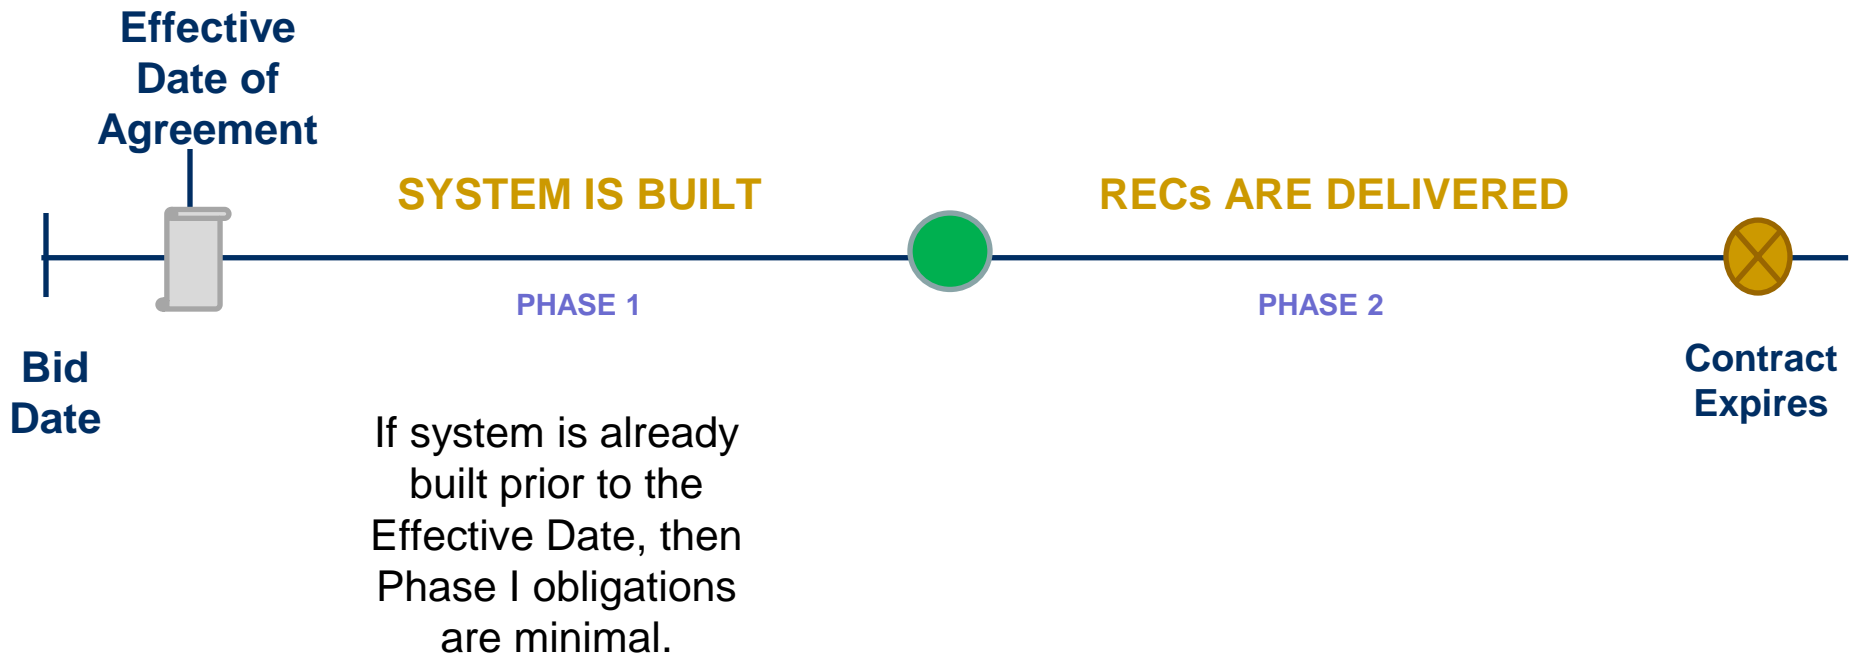 Effective
Date of
Agreement
SYSTEM IS BUILT
RECs ARE DELIVERED
PHASE 1
PHASE 2
Bid
Date
Contract
Expires
If system is already
built prior to the
Effective Date, then
Phase I obligations
are minimal.